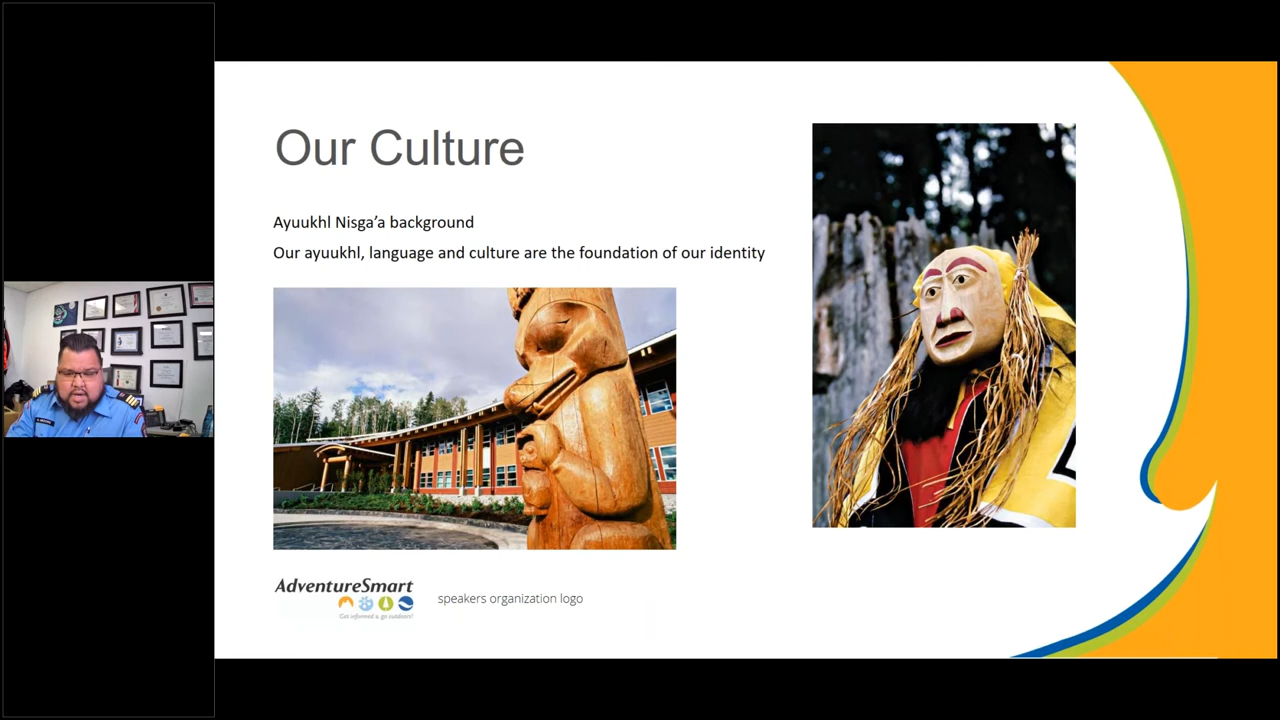 Our Culture
Ayuukhl Nisga’a background
Our ayuukhl, language and culture are the foundation of our identity
AdventureSmart
Get informed & go outdoors!
speakers organization logo